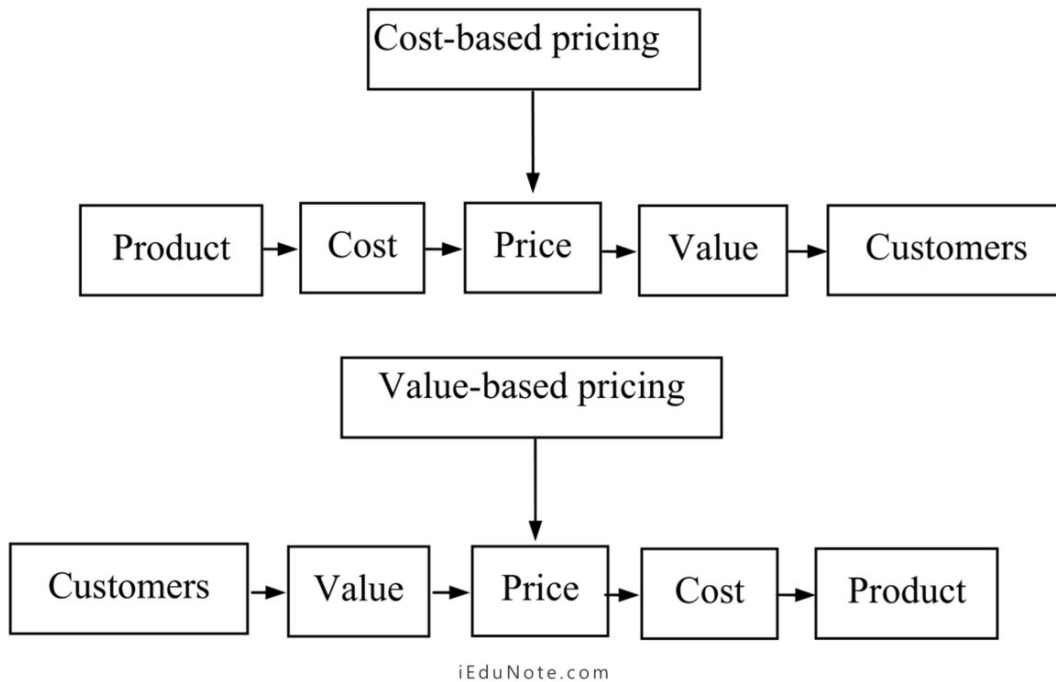 Cost-based pricing
Product Cost Price Value Customers
Value-based pricing
Customers Value Price Cost Product
iEduNote.com